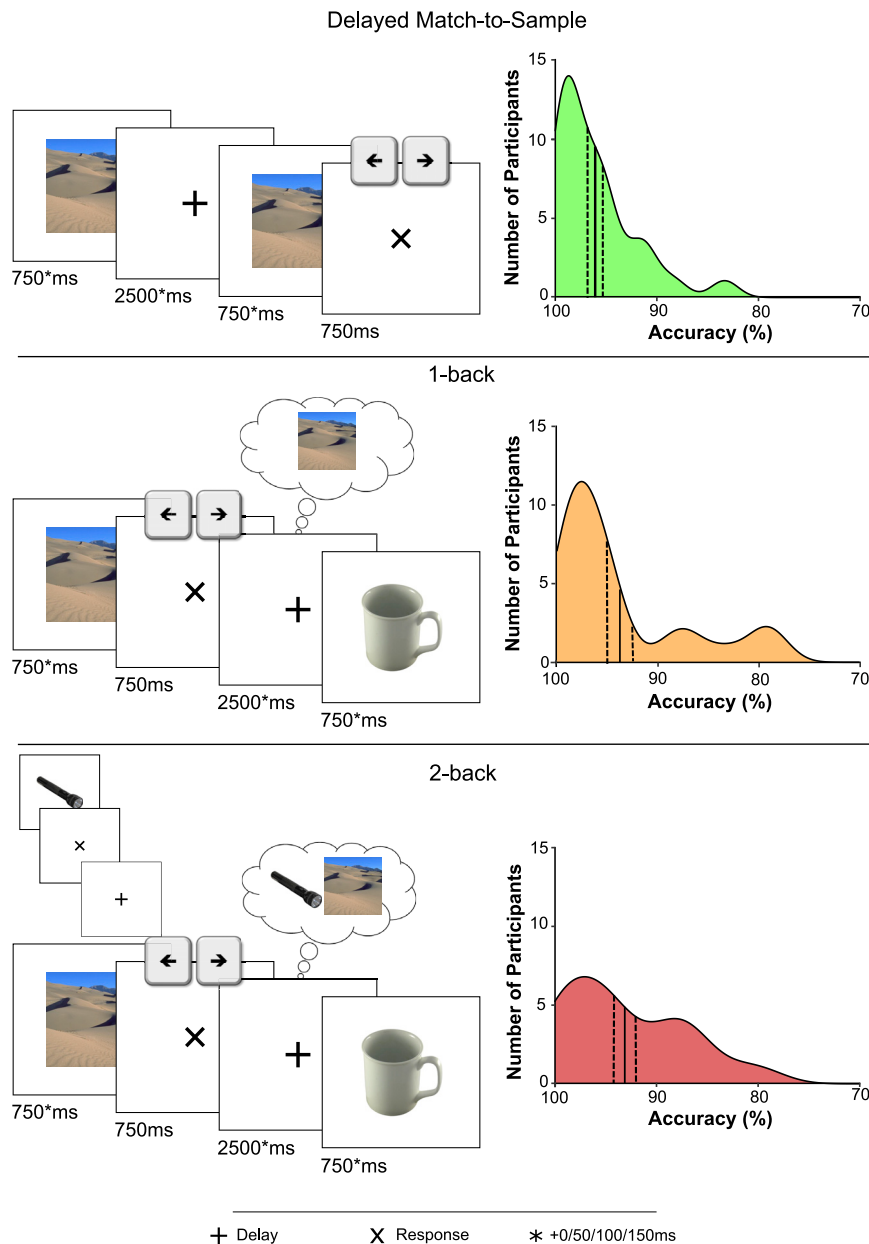 Delayed Match-to-Sample
← →
+
×
750*ms
2500*ms
750*ms
750ms
Number of Participants
15
10
5
0
100 90 80 70
Accuracy (%)
1-back
← →
×
+
750*ms
750ms
2500*ms
750*ms
Number of Participants
15
10
5
0
100 90 80 70
Accuracy (%)
2-back
×
+
← →
×
+
750*ms
750ms
2500*ms
750*ms
Number of Participants
15
10
5
0
100 90 80 70
Accuracy (%)
+ Delay × Response * +0/50/100/150ms